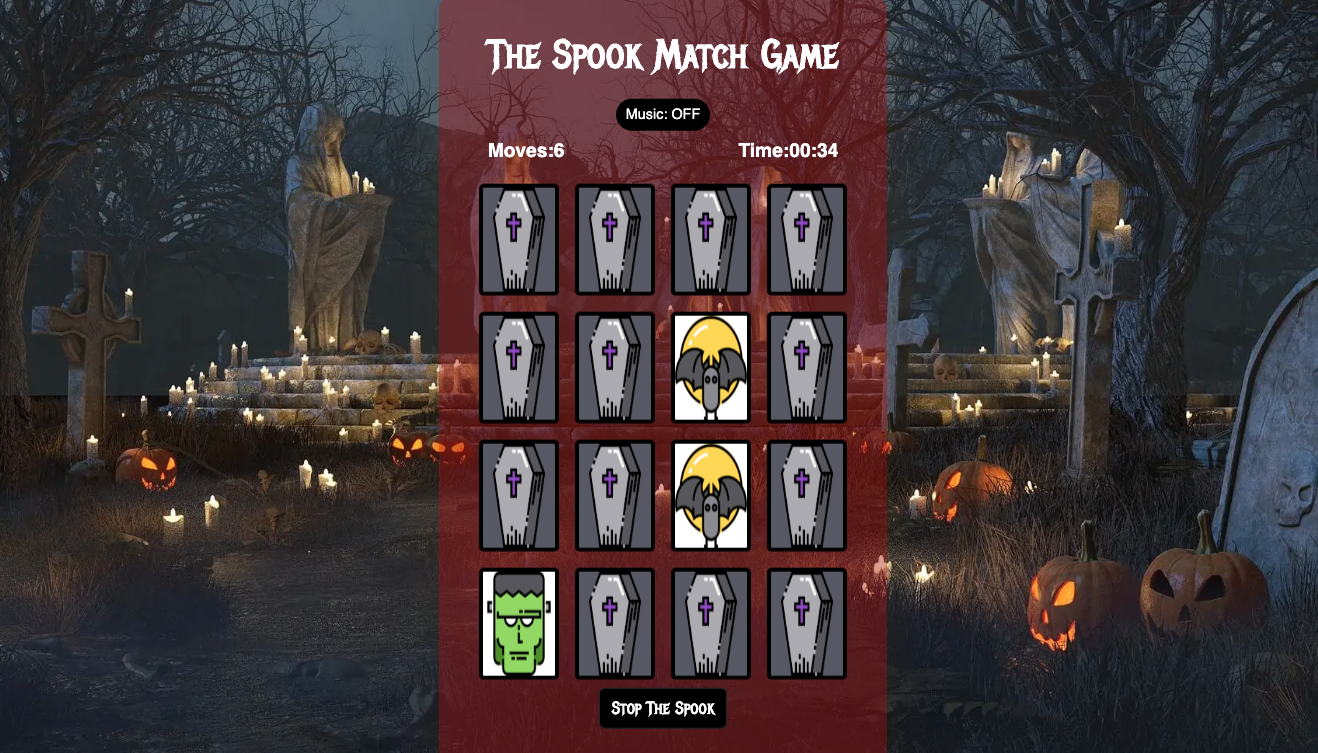 The Spook Match Game
Music: OFF
Moves:6
Time:00:34
Stop The Spook